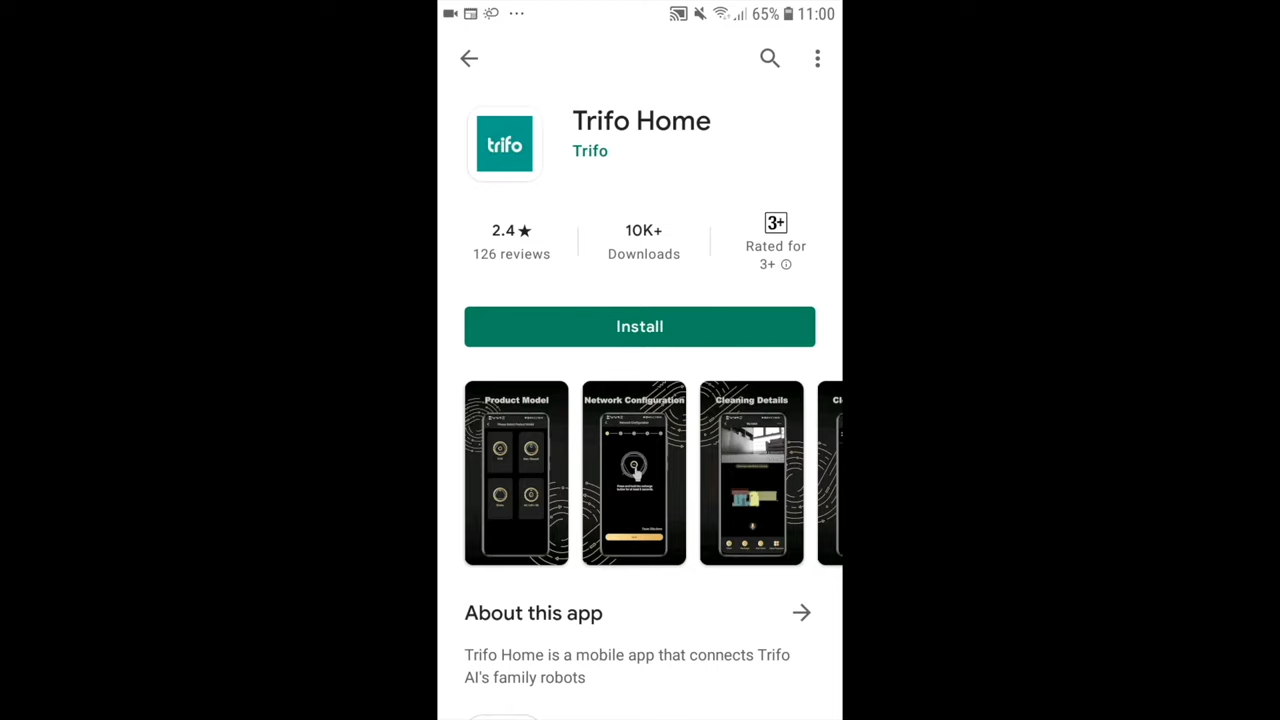 65% 11:00
trifo
Trifo Home
Trifo
2.4★
126 reviews
10K+
Downloads
3+
Rated for
3+
Install
Product Model
Network Configuration
Cleaning Details
About this app
Trifo Home is a mobile app that connects Trifo
AI's family robots